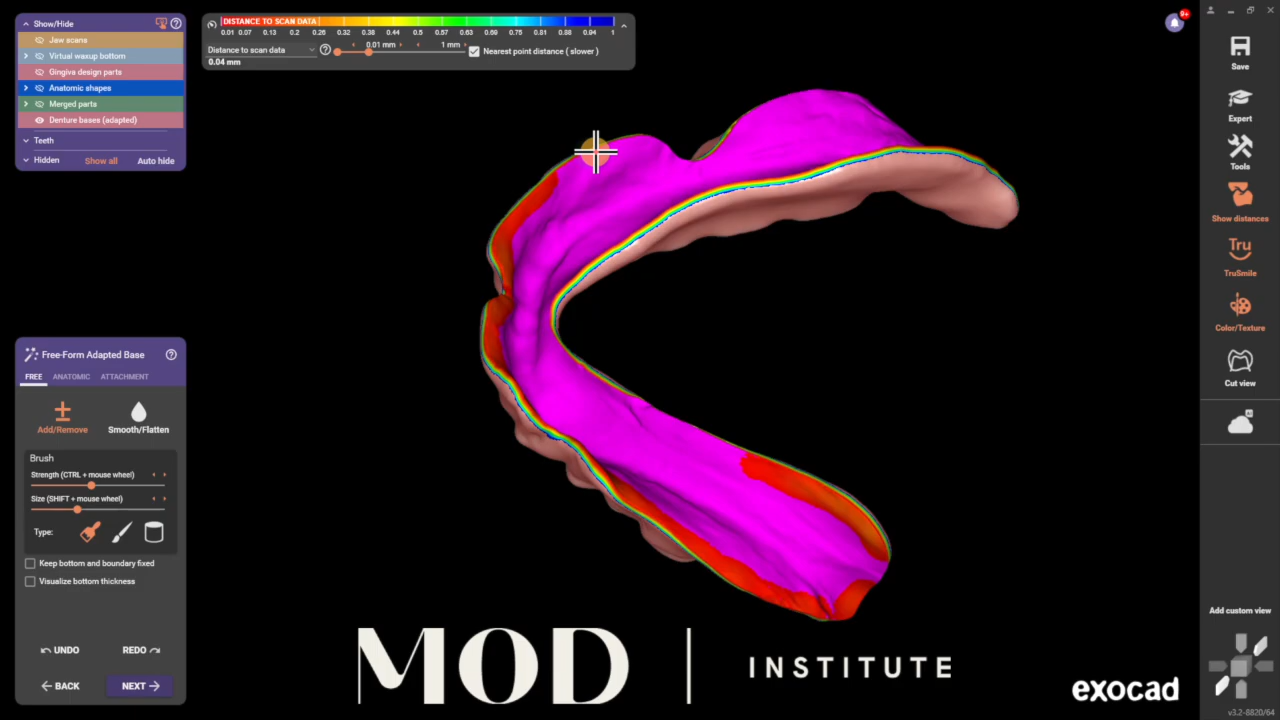 Show/Hide
Jaw scans
Virtual waxup bottom
Gingiva design parts
Anatomic shapes
Merged parts
Denture bases (adapted)
Teeth
Hidden Show all Auto hide
DISTANCE TO SCAN DATA
0.01 0.07 0.13 0.2 0.26 0.32 0.38 0.44 0.5 0.57 0.63 0.69 0.75 0.81 0.88 0.94 1
Distance to scan data 0.01 mm 1 mm Nearest point distance ( slower )
0.04 mm
9+
Save
Expert
Tools
Show distances
Tru
TruSmile
Color/Texture
Cut view
AI
Add custom view
v3.2-8820/64
Free-Form Adapted Base
FREE ANATOMIC ATTACHMENT
Add/Remove Smooth/Flatten
Brush
Strength (CTRL + mouse wheel)
Size (SHIFT + mouse wheel)
Type:
Keep bottom and boundary fixed
Visualize bottom thickness
UNDO REDO
BACK NEXT
MOD | INSTITUTE
exocad